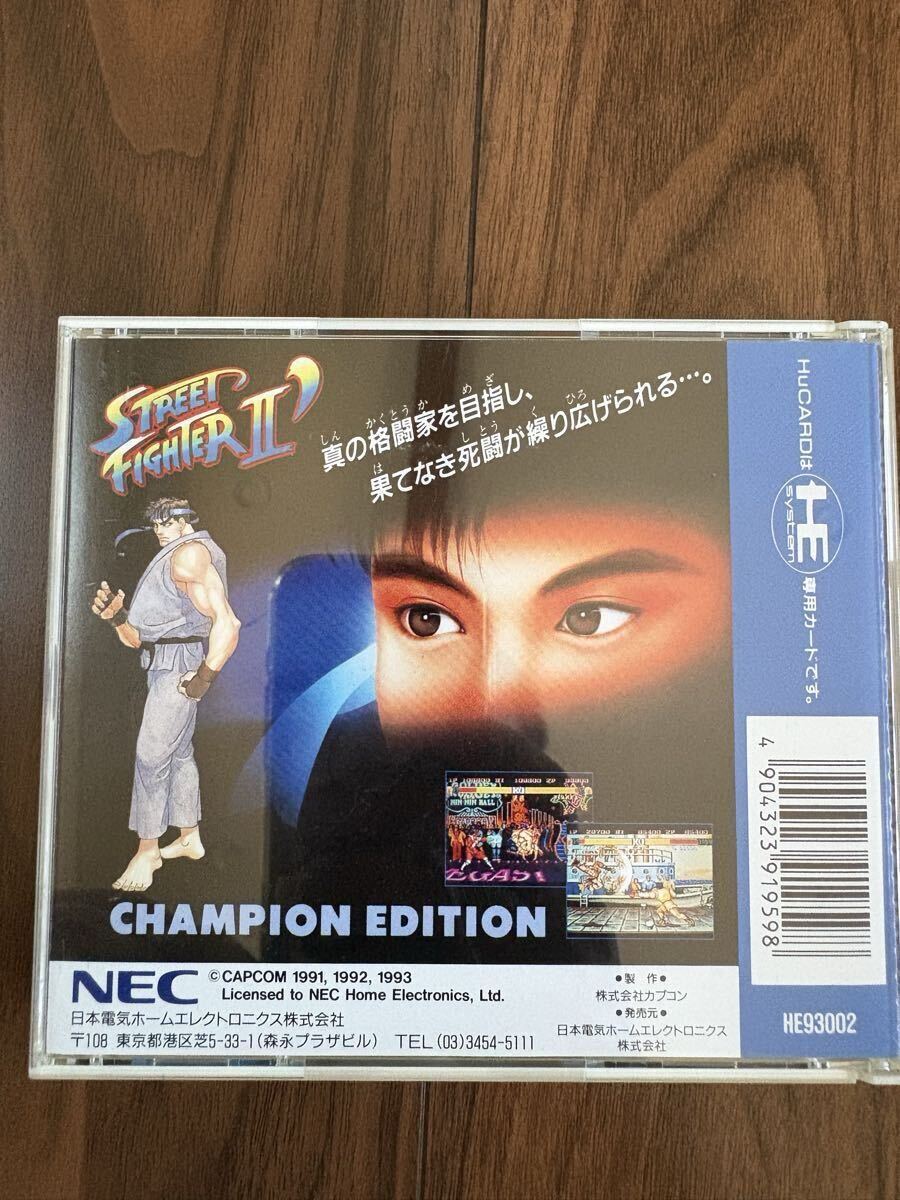 STREET
FIGHTER II'
真の格闘家を目指し、
しん かくとうか めざ
果てなき死闘が繰り広げられる…。
は しとう く ひろ
CHAMPION EDITION
NEC
©CAPCOM 1991, 1992, 1993
Licensed to NEC Home Electronics, Ltd.
日本電気ホームエレクトロニクス株式会社
〒108 東京都港区芝5-33-1(森永プラザビル) TEL(03)3454-5111
●製作●
株式会社カプコン
●発売元●
日本電気ホームエレクトロニクス
株式会社
HuCARDは
HE
system
専用カードです。
4 904323 919598
HE93002
KO
KO